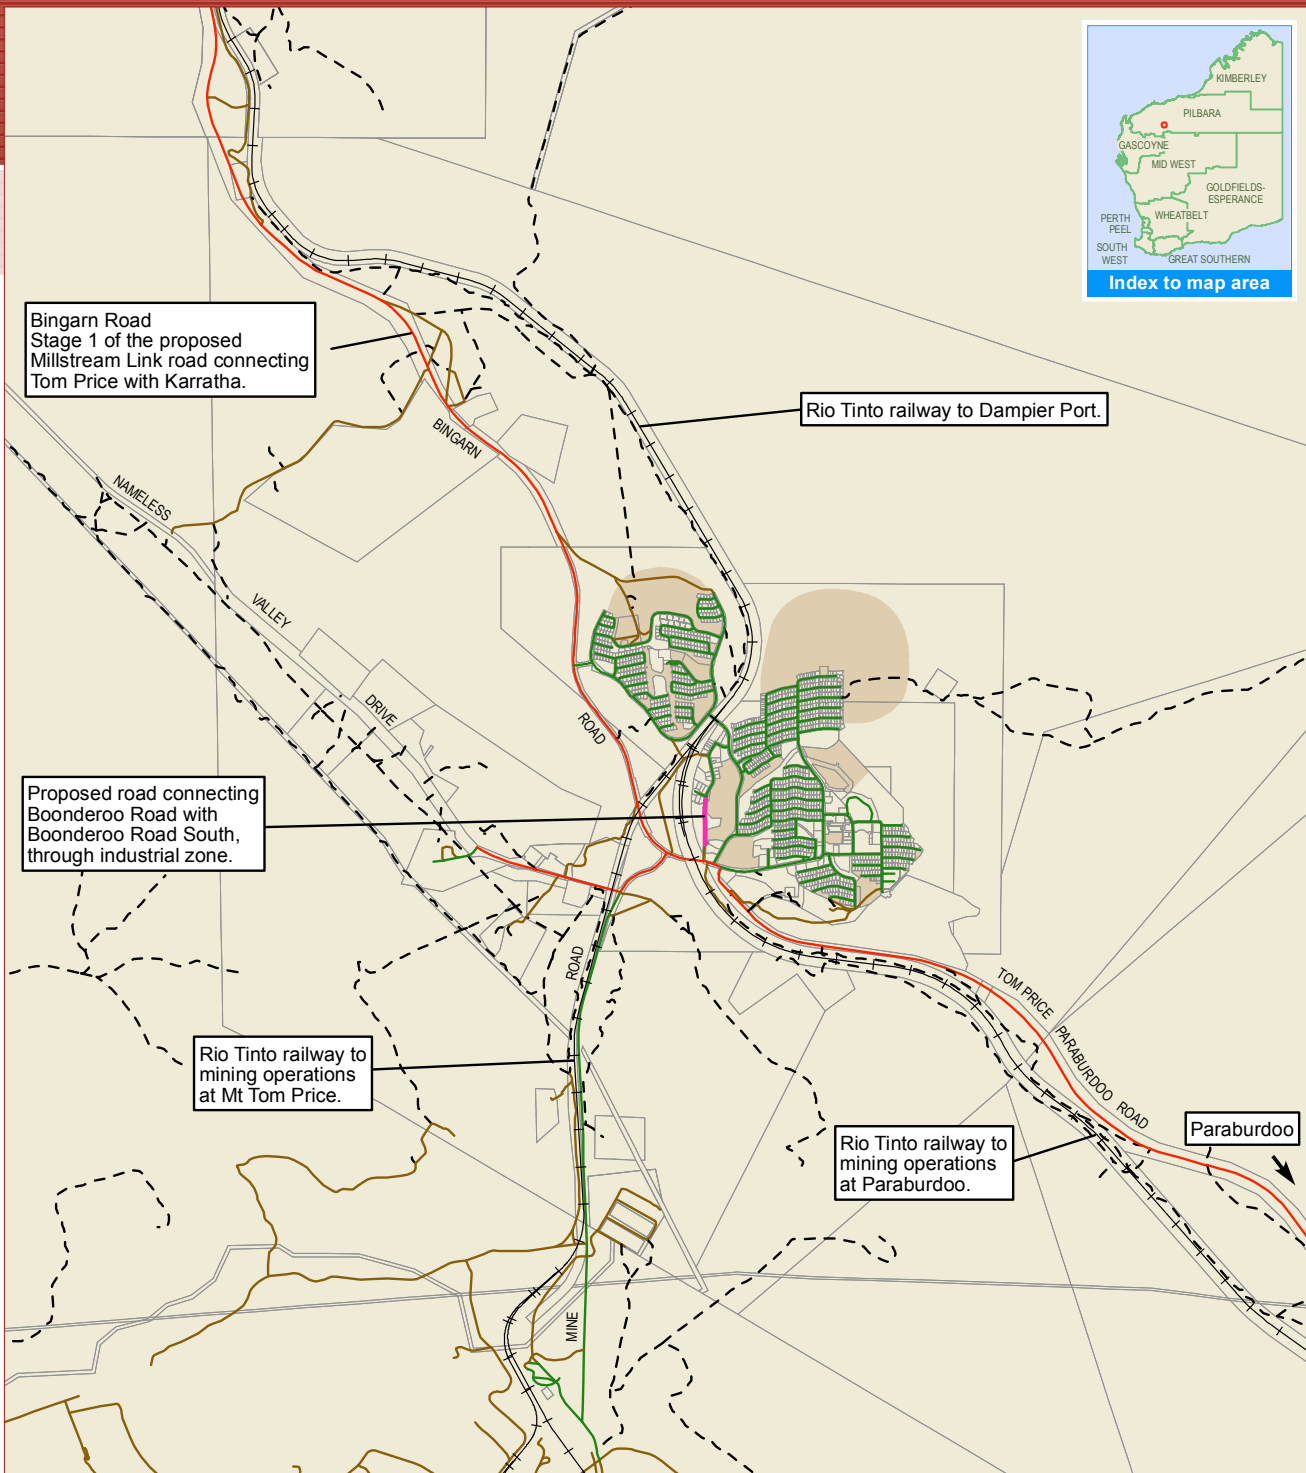 KIMBERLEY
PILBARA
GASCOYNE
MID WEST
GOLDFIELDS-
ESPERANCE
PERTH
PEEL
WHEATBELT
SOUTH
WEST
GREAT SOUTHERN
Index to map area
Bingarn Road
Stage 1 of the proposed
Millstream Link road connecting
Tom Price with Karratha.
Rio Tinto railway to Dampier Port.
BINGARN
NAMELESS
VALLEY
DRIVE
ROAD
Proposed road connecting
Boonderoo Road with
Boonderoo Road South,
through industrial zone.
ROAD
TOM PRICE
PARABURDOO
ROAD
Rio Tinto railway to
mining operations
at Mt Tom Price.
Rio Tinto railway to
mining operations
at Paraburdoo.
Paraburdoo
MINE